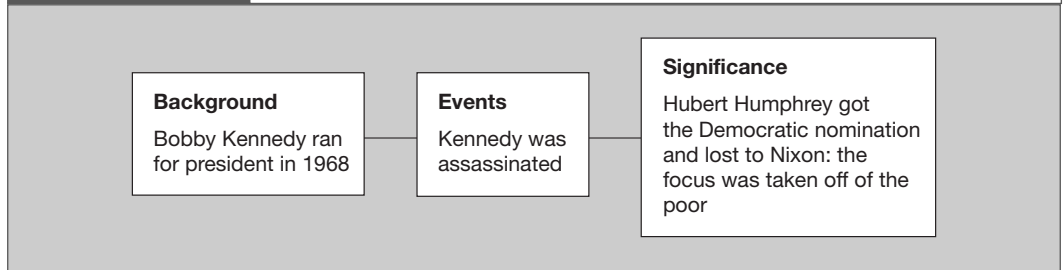 Background
Bobby Kennedy ran
for president in 1968
Events
Kennedy was
assassinated
Significance
Hubert Humphrey got
the Democratic nomination
and lost to Nixon: the
focus was taken off of the
poor